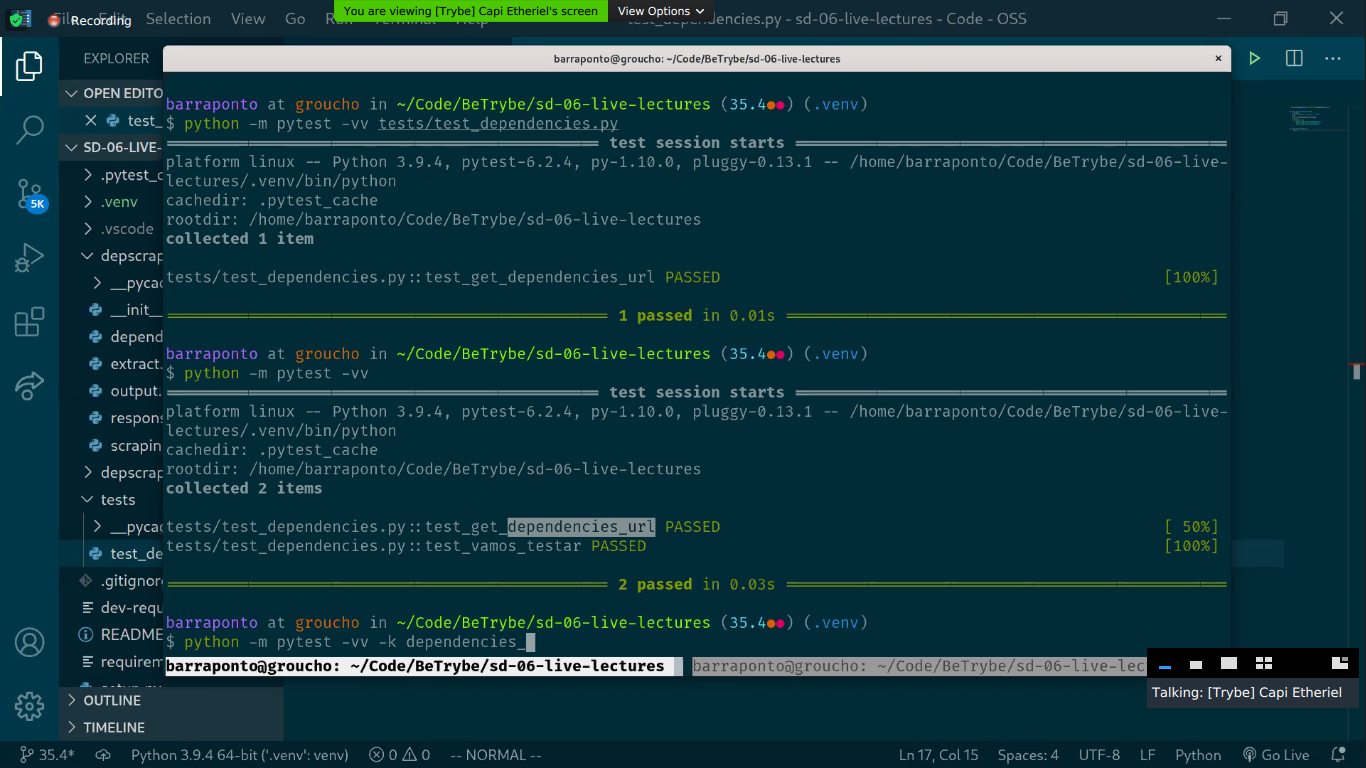 Recording
You are viewing [Trybe] Capi Etheriel's screen
View Options
File Edit Selection View Go Run Terminal Help
test_dependencies.py - sd-06-live-lectures - Code - OSS
EXPLORER
OPEN EDITO
test_
SD-06-LIVE-
.pytest_c
.venv
.vscode
depscrap
__pycac
__init__
depend
extract.
output.
respons
scrapin
depscrap
tests
__pycac
test_de
.gitignore
dev-requ
README
requirem
OUTLINE
TIMELINE
5K
barraponto@groucho: ~/Code/BeTrybe/sd-06-live-lectures
barraponto at groucho in ~/Code/BeTrybe/sd-06-live-lectures (35.4●●) (.venv)
$ python -m pytest -vv tests/test_dependencies.py
test session starts
platform linux -- Python 3.9.4, pytest-6.2.4, py-1.10.0, pluggy-0.13.1 -- /home/barraponto/Code/BeTrybe/sd-06-live-
lectures/.venv/bin/python
cachedir: .pytest_cache
rootdir: /home/barraponto/Code/BeTrybe/sd-06-live-lectures
collected 1 item
tests/test_dependencies.py::test_get_dependencies_url PASSED [100%]
1 passed in 0.01s
barraponto at groucho in ~/Code/BeTrybe/sd-06-live-lectures (35.4●●) (.venv)
$ python -m pytest -vv
test session starts
platform linux -- Python 3.9.4, pytest-6.2.4, py-1.10.0, pluggy-0.13.1 -- /home/barraponto/Code/BeTrybe/sd-06-live-
lectures/.venv/bin/python
cachedir: .pytest_cache
rootdir: /home/barraponto/Code/BeTrybe/sd-06-live-lectures
collected 2 items
tests/test_dependencies.py::test_get_dependencies_url PASSED [ 50%]
tests/test_dependencies.py::test_vamos_testar PASSED [100%]
2 passed in 0.03s
barraponto at groucho in ~/Code/BeTrybe/sd-06-live-lectures (35.4●●) (.venv)
$ python -m pytest -vv -k dependencies_
barraponto@groucho: ~/Code/BeTrybe/sd-06-live-lectures
barraponto@groucho: ~/Code/BeTrybe/sd-06-live-lec
Talking: [Trybe] Capi Etheriel
35.4* Python 3.9.4 64-bit ('.venv': venv) 0 0 -- NORMAL -- Ln 17, Col 15 Spaces: 4 UTF-8 LF Python Go Live